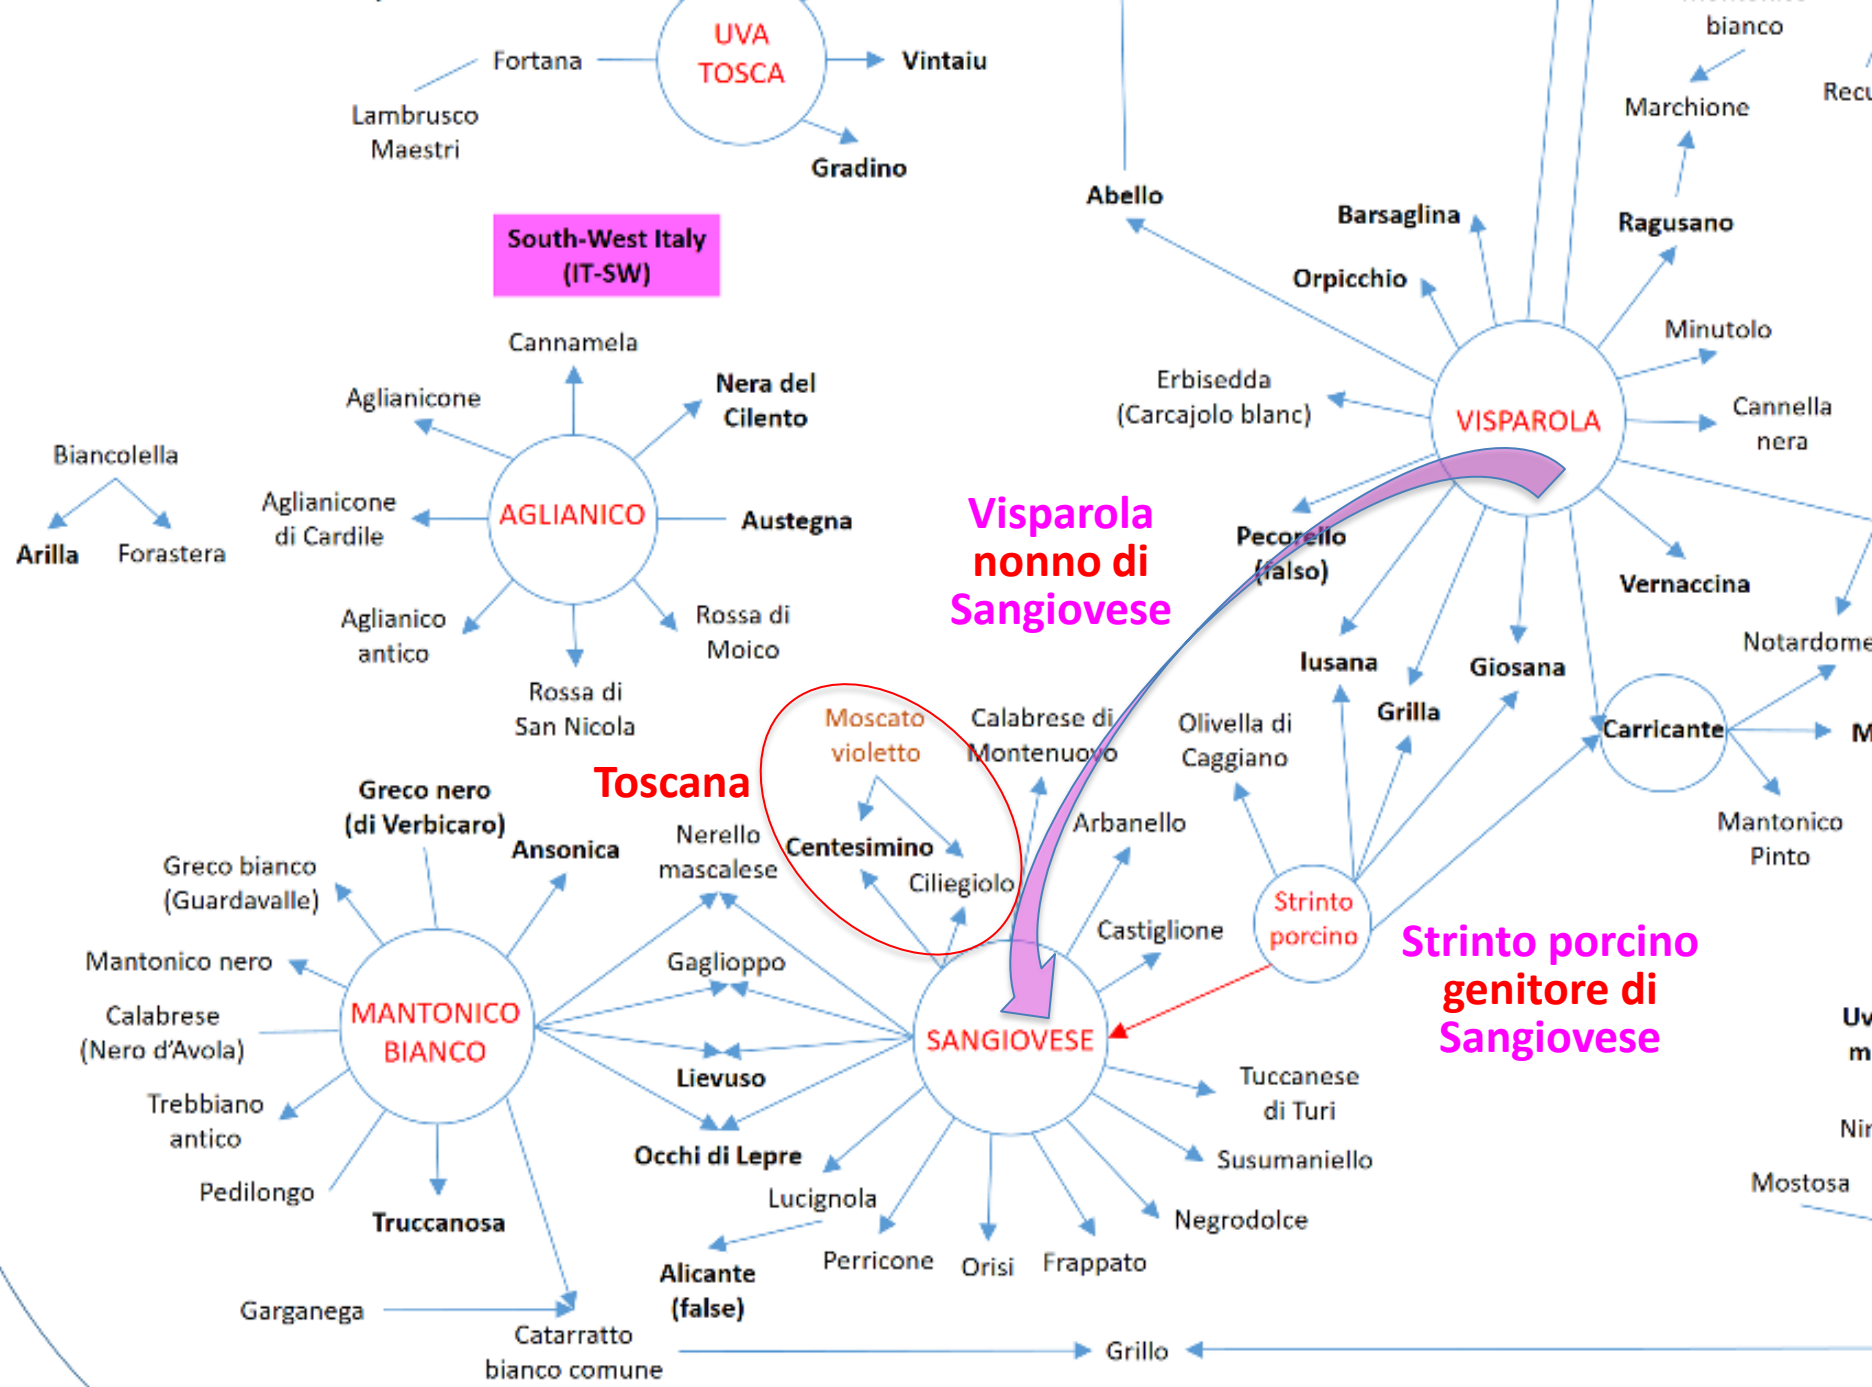 UVA
TOSCA
Fortana
Vintaiu
Lambrusco
Maestri
Gradino
bianco
Marchione
Abello
Barsaglina
Ragusano
Orpicchio
South-West Italy
(IT-SW)
Minutolo
Cannamela
Erbisedda
(Carcajolo blanc)
Nera del
Cilento
Aglianicone
VISPAROLA
Cannella
nera
Biancolella
Aglianicone
di Cardile
AGLIANICO
Austegna
Visparola
nonno di
Sangiovese
Pecorello
(falso)
Arilla
Forastera
Vernaccina
Aglianico
antico
Rossa di
Moico
Iusana
Giosana
Notardome
Rossa di
San Nicola
Grilla
Moscato
violetto
Calabrese di
Montenuovo
Olivella di
Caggiano
Carricante
M
Toscana
Greco nero
(di Verbicaro)
Ansonica
Nerello
mascalese
Centesimino
Arbanello
Mantonico
Pinto
Greco bianco
(Guardavalle)
Ciliegiolo
Strinto
porcino
Castiglione
Strinto porcino
genitore di
Sangiovese
Mantonico nero
Gaglioppo
MANTONICO
BIANCO
Calabrese
(Nero d'Avola)
SANGIOVESE
Uv
m
Lievuso
Tuccanese
di Turi
Trebbiano
antico
Occhi di Lepre
Susumaniello
Pedilongo
Lucignola
Mostosa
Truccanosa
Negrodolce
Perricone
Orisi
Frappato
Alicante
(false)
Garganega
Catarratto
bianco comune
Grillo